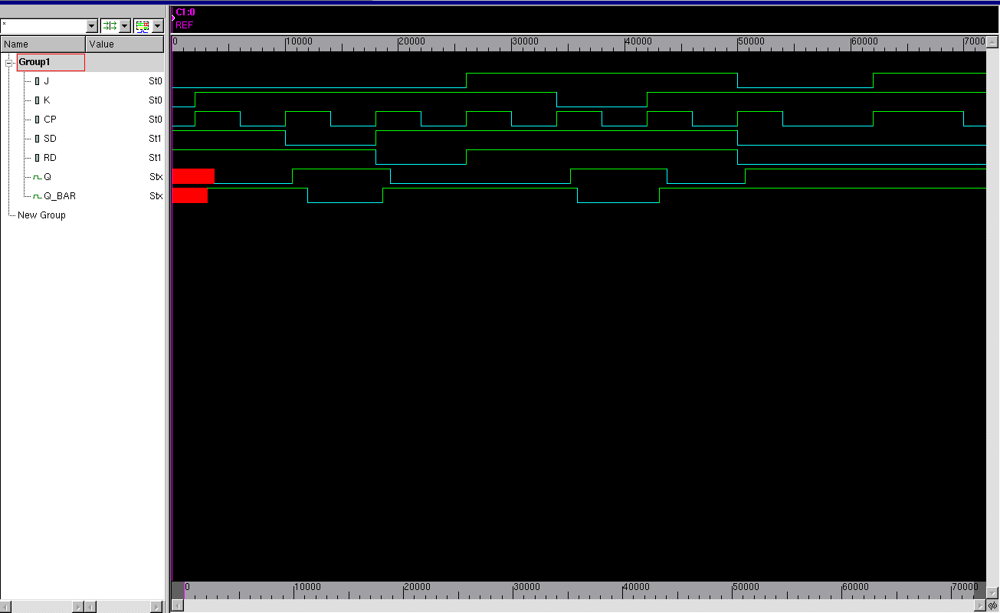 C1:0
REF
*
Name Value
0 10000 20000 30000 40000 50000 60000 7000
Group1
J St0
K St0
CP St0
SD St1
RD St1
Q Stx
Q_BAR Stx
New Group
0 10000 20000 30000 40000 50000 60000 70000